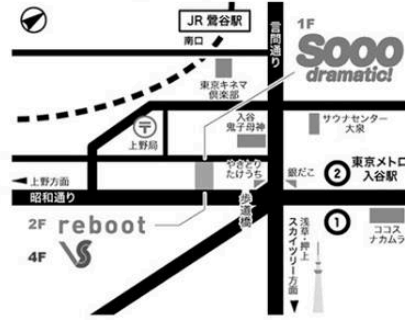 JR 鶯谷駅
南口
言問通り
1F
SOOO
dramatic!
東京キネマ
倶楽部
入谷
鬼子母神
サウナセンター
大泉
上野局
やきとり
たけうち
銀だこ
2
東京メトロ
入谷駅
上野方面
昭和通り
歩道橋
1
ココス
ナカムラ
2F reboot
4F VS
浅草・押上
スカイツリー方面